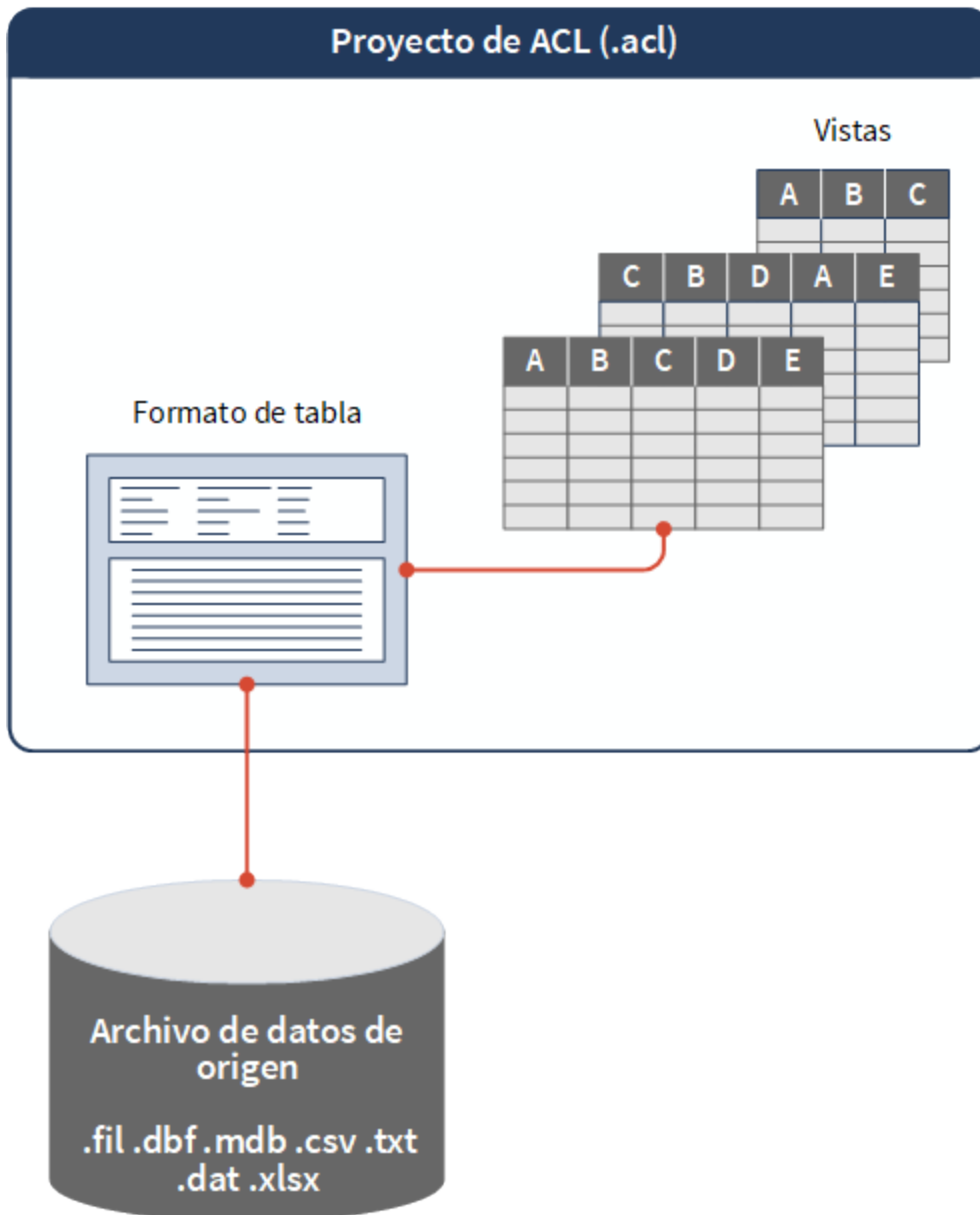 Proyecto de ACL (.acl)
Vistas
A B C
C B D A E
A B C D E
Formato de tabla
Archivo de datos de
origen
.fil .dbf .mdb .csv .txt
.dat .xlsx